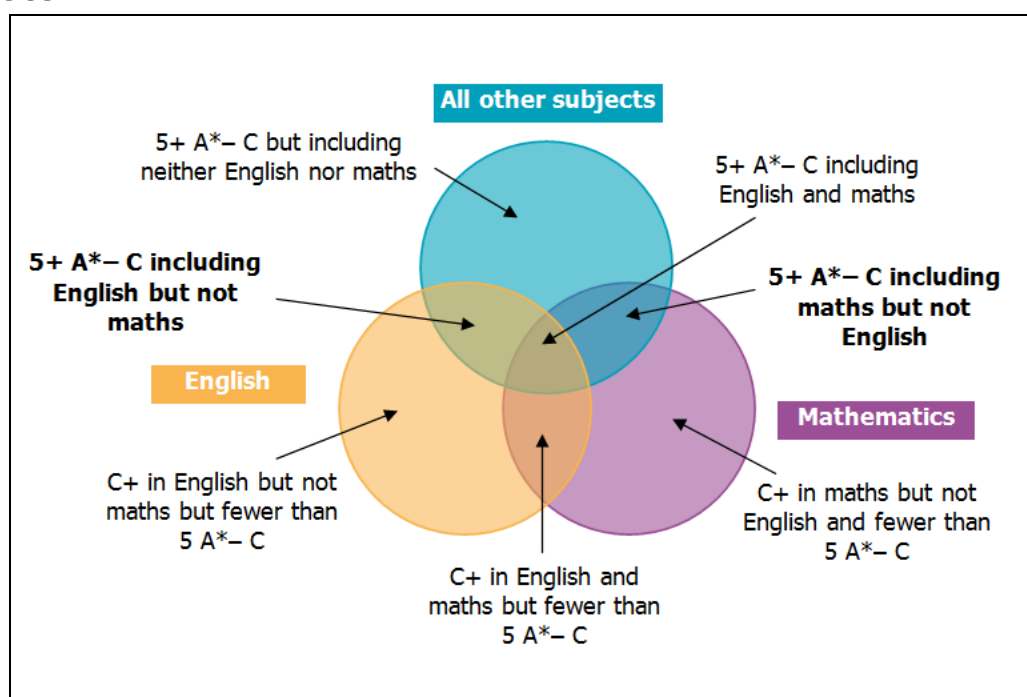 All other subjects
5+ A*– C but including
neither English nor maths
5+ A*– C including
English and maths
5+ A*– C including
English but not
maths
5+ A*– C including
maths but not
English
English
Mathematics
C+ in English but not
maths but fewer than
5 A*– C
C+ in maths but not
English and fewer than
5 A*– C
C+ in English and
maths but fewer than
5 A*– C